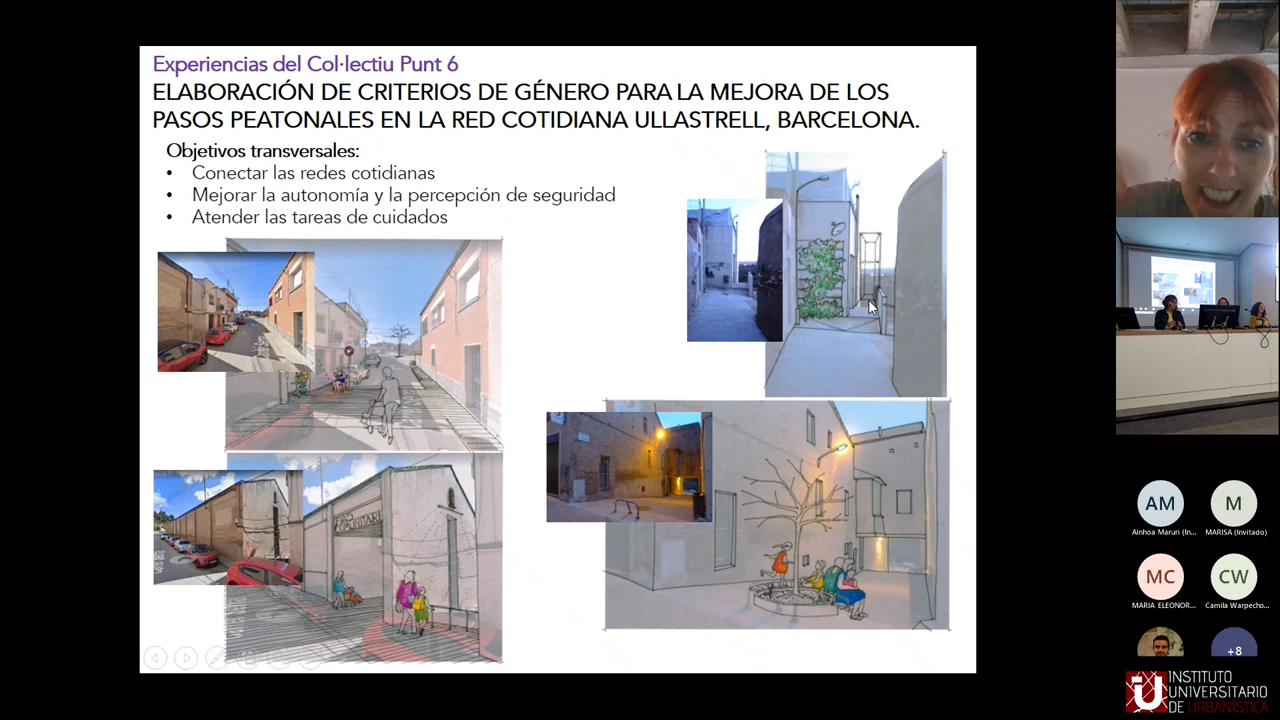 Experiencias del Col·lectiu Punt 6
ELABORACIÓN DE CRITERIOS DE GÉNERO PARA LA MEJORA DE LOS
PASOS PEATONALES EN LA RED COTIDIANA ULLASTRELL, BARCELONA.
Objetivos transversales:
• Conectar las redes cotidianas
• Mejorar la autonomía y la percepción de seguridad
• Atender las tareas de cuidados
AM
Ainhoa Maruri (In...
M
MARISA (Invitado)
MC
MARIA ELEONOR...
CW
Camila Warpecho...
+8
INSTITUTO
UNIVERSITARIO
DE URBANÍSTICA